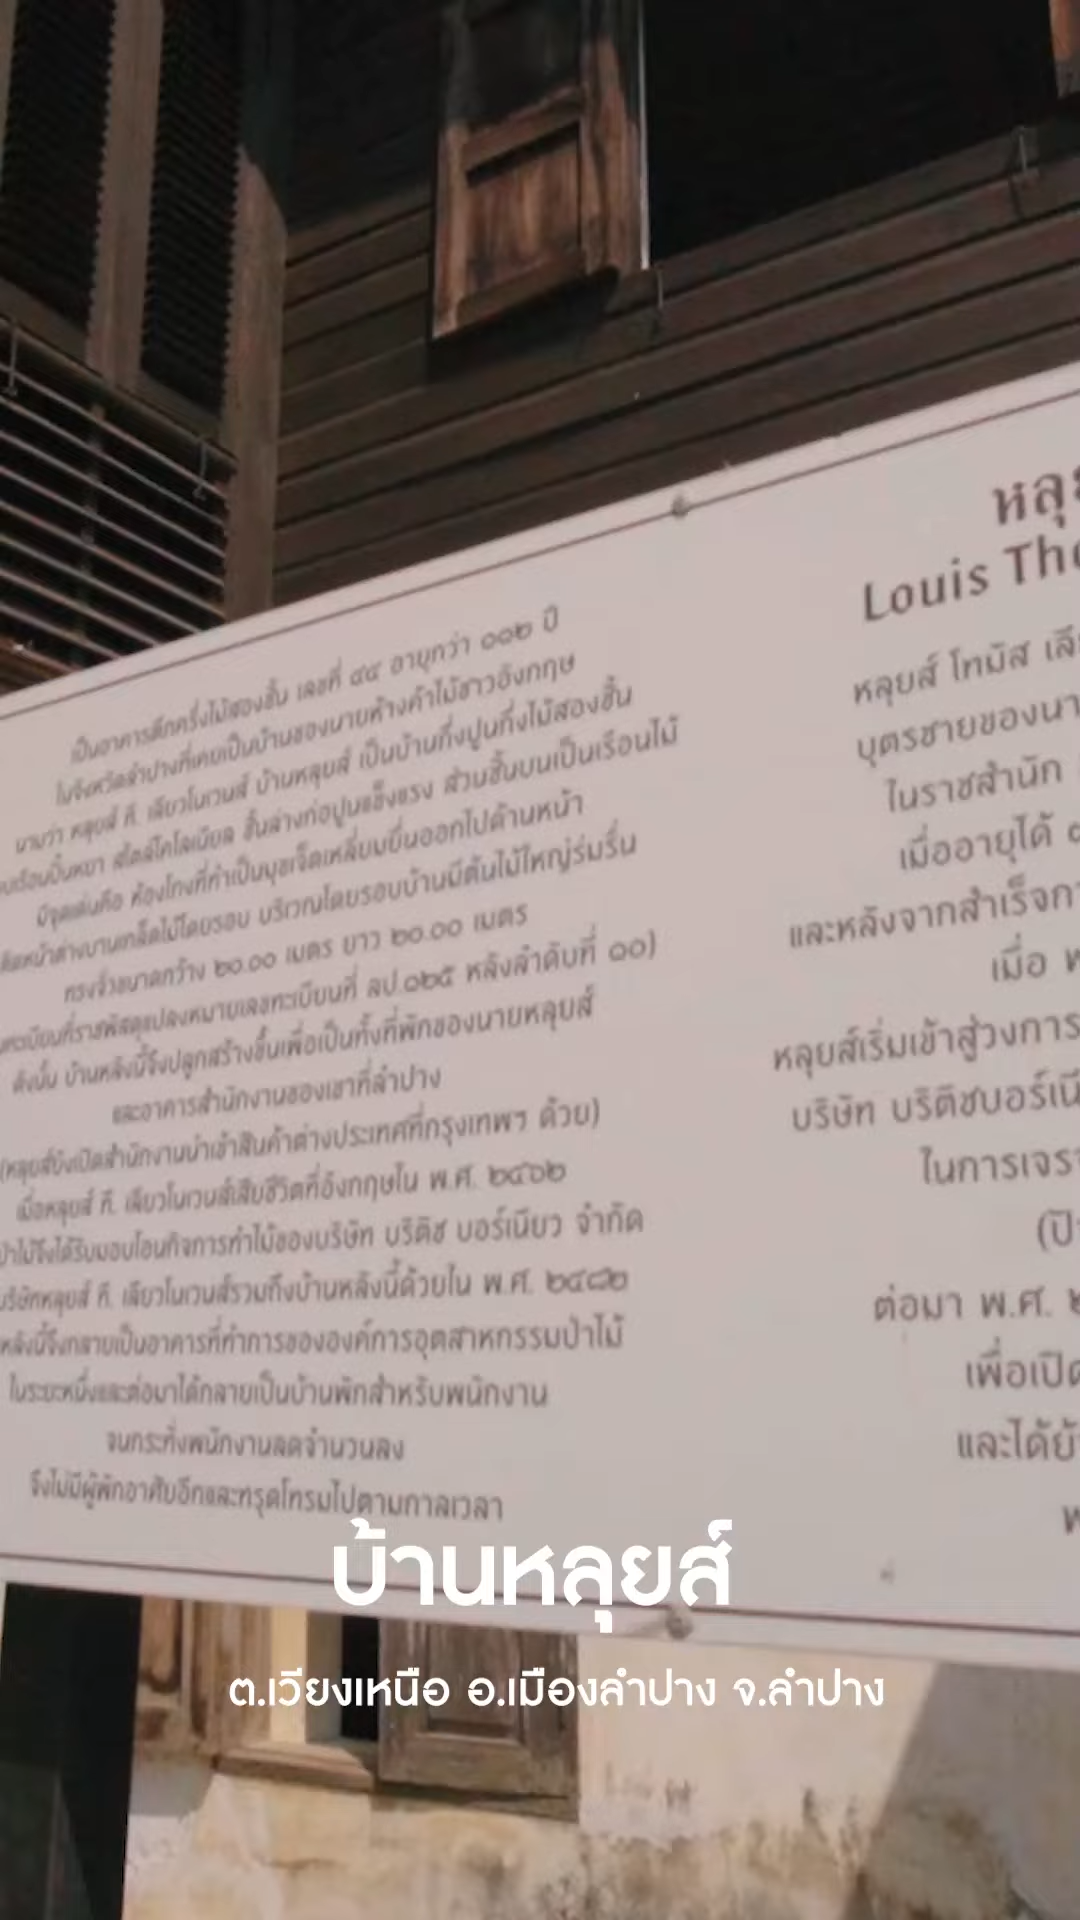 เป็นอาคารตึกครึ่งไม้สองชั้น เลขที่ ๔๔ อายุกว่า ๑๐๒ ปี
ในจังหวัดลำปางที่เคยเป็นบ้านของนายห้างค้าไม้ชาวอังกฤษ
นามว่า หลุยส์ ที. เลียวโนเวนส์ บ้านหลุยส์ เป็นบ้านกึ่งปูนกึ่งไม้สองชั้น
เรือนปั้นหยา สไตล์โคโลเนียล ชั้นล่างก่อปูนแข็งแรง ส่วนชั้นบนเป็นเรือนไม้
มีจุดเด่นคือ ห้องโถงที่ทำเป็นมุขเจ็ดเหลี่ยมยื่นออกไปด้านหน้า
หน้าต่างบานเกล็ดไม้โดยรอบ บริเวณโดยรอบบ้านมีต้นไม้ใหญ่ร่มรื่น
ทรงจั่วขนาดกว้าง ๒๐.๐๐ เมตร ยาว ๒๐.๐๐ เมตร
ทะเบียนที่ราชพัสดุแปลงหมายเลขทะเบียนที่ ลป.๑๒๕ หลังลำดับที่ ๑๐)
ดังนั้น บ้านหลังนี้จึงปลูกสร้างขึ้นเพื่อเป็นทั้งที่พักของนายหลุยส์
และอาคารสำนักงานของเขาที่ลำปาง
(หลุยส์ยังเปิดสำนักงานนำเข้าสินค้าต่างประเทศที่กรุงเทพฯ ด้วย)
เมื่อหลุยส์ ที. เลียวโนเวนส์เสียชีวิตที่อังกฤษใน พ.ศ. ๒๔๖๒
ป่าไม้จึงได้รับมอบโอนกิจการทำไม้ของบริษัท บริติช บอร์เนียว จำกัด
บริษัทหลุยส์ ที. เลียวโนเวนส์รวมถึงบ้านหลังนี้ด้วยใน พ.ศ. ๒๔๘๒
หลังนี้จึงกลายเป็นอาคารที่ทำการขององค์การอุตสาหกรรมป่าไม้
ในระยะหนึ่งและต่อมาได้กลายเป็นบ้านพักสำหรับพนักงาน
จนกระทั่งพนักงานลดจำนวนลง
จึงไม่มีผู้พักอาศัยอีกและทรุดโทรมไปตามกาลเวลา
หลุย
Louis Tho
หลุยส์ โทมัส เลีย
บุตรชายของนา
ในราชสำนัก
เมื่ออายุได้
และหลังจากสำเร็จกา
เมื่อ พ
หลุยส์เริ่มเข้าสู่วงการ
บริษัท บริติชบอร์เนี
ในการเจรา
(ปั
ต่อมา พ.ศ. ๒
เพื่อเปิด
และได้ย้า
พ
บ้านหลุยส์
ต.เวียงเหนือ อ.เมืองลำปาง จ.ลำปาง